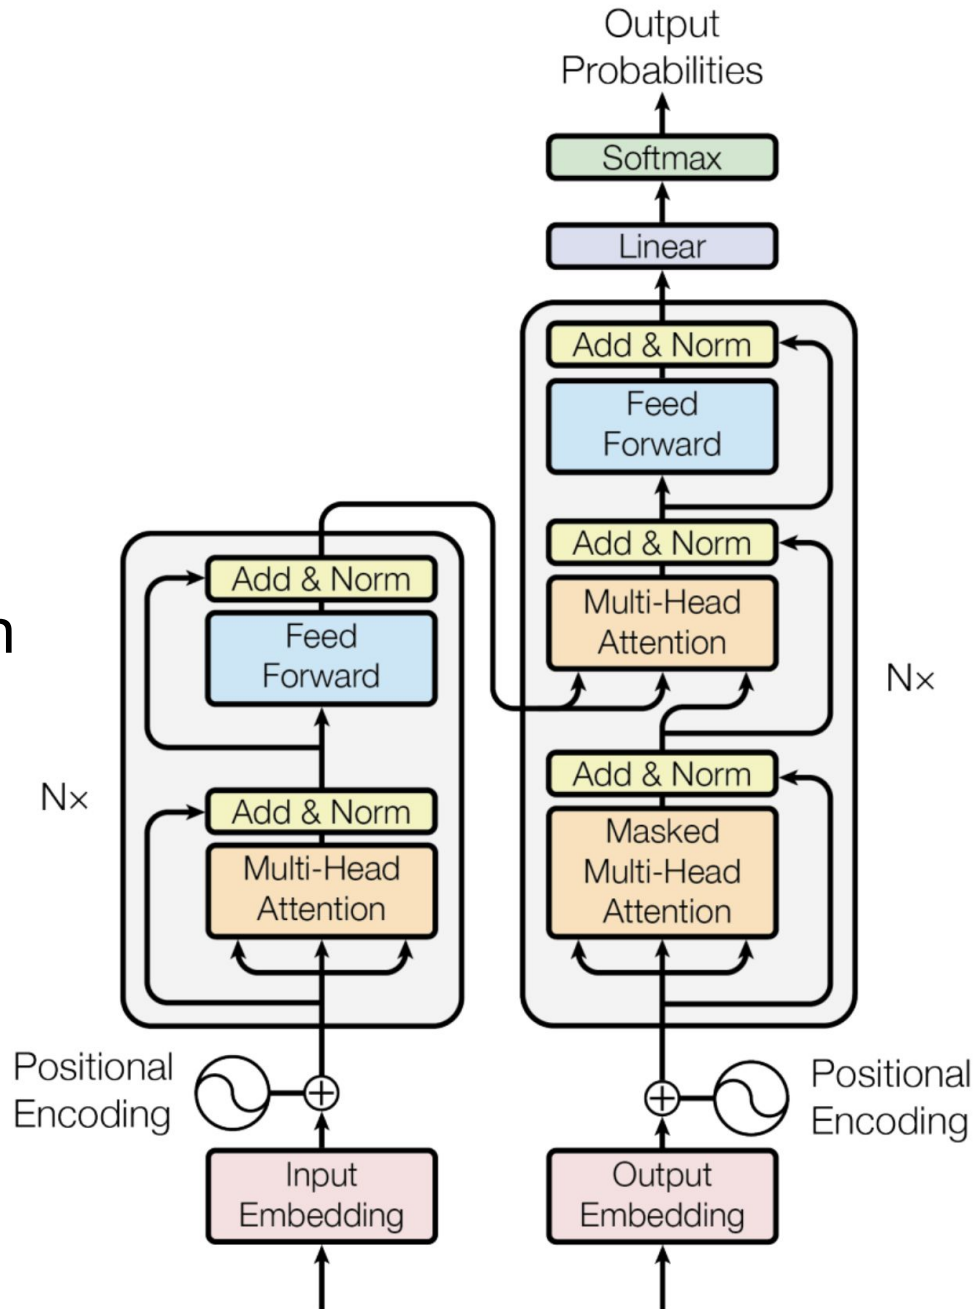 Output
Probabilities
Softmax
Linear
Add & Norm
Feed
Forward
Add & Norm
Multi-Head
Attention
Nx
Add & Norm
Masked
Multi-Head
Attention
Add & Norm
Feed
Forward
Nx
Add & Norm
Multi-Head
Attention
Positional
Encoding
Positional
Encoding
Input
Embedding
Output
Embedding
n